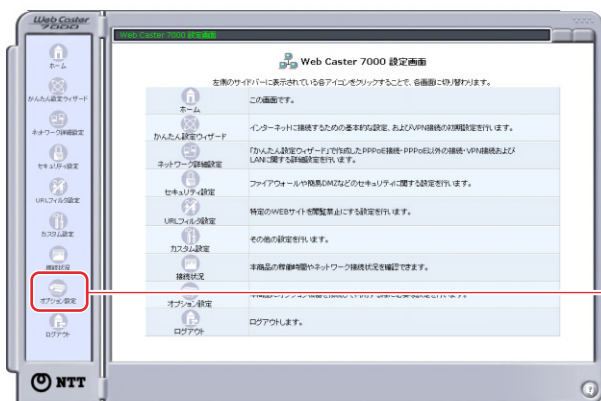 Web Caster
7000
Web Caster 7000 設定画面
ホーム
かんたん設定ウィザード
ネットワーク詳細設定
セキュリティ設定
URLフィルタ設定
カスタム設定
接続状況
オプション設定
ログアウト
NTT
Web Caster 7000 設定画面
左側のサイドバーに表示されている各アイコンをクリックすることで、各画面に切り替わります。
ホーム
この画面です。
かんたん設定ウィザード
インターネットに接続するための基本的な設定、およびVPN接続の初期設定を行います。
ネットワーク詳細設定
「かんたん設定ウィザード」で作成したPPPoE接続・PPPoE以外の接続・VPN接続および
LANに関する詳細設定を行います。
セキュリティ設定
ファイアウォールや簡易DMZなどのセキュリティに関する設定を行います。
URLフィルタ設定
特定のWEBサイトを閲覧禁止にする設定を行います。
カスタム設定
その他の設定を行います。
接続状況
本商品の稼働時間やネットワーク接続状況を確認できます。
オプション設定
本商品にオプション機器を接続して
ログアウト
ログアウトします。